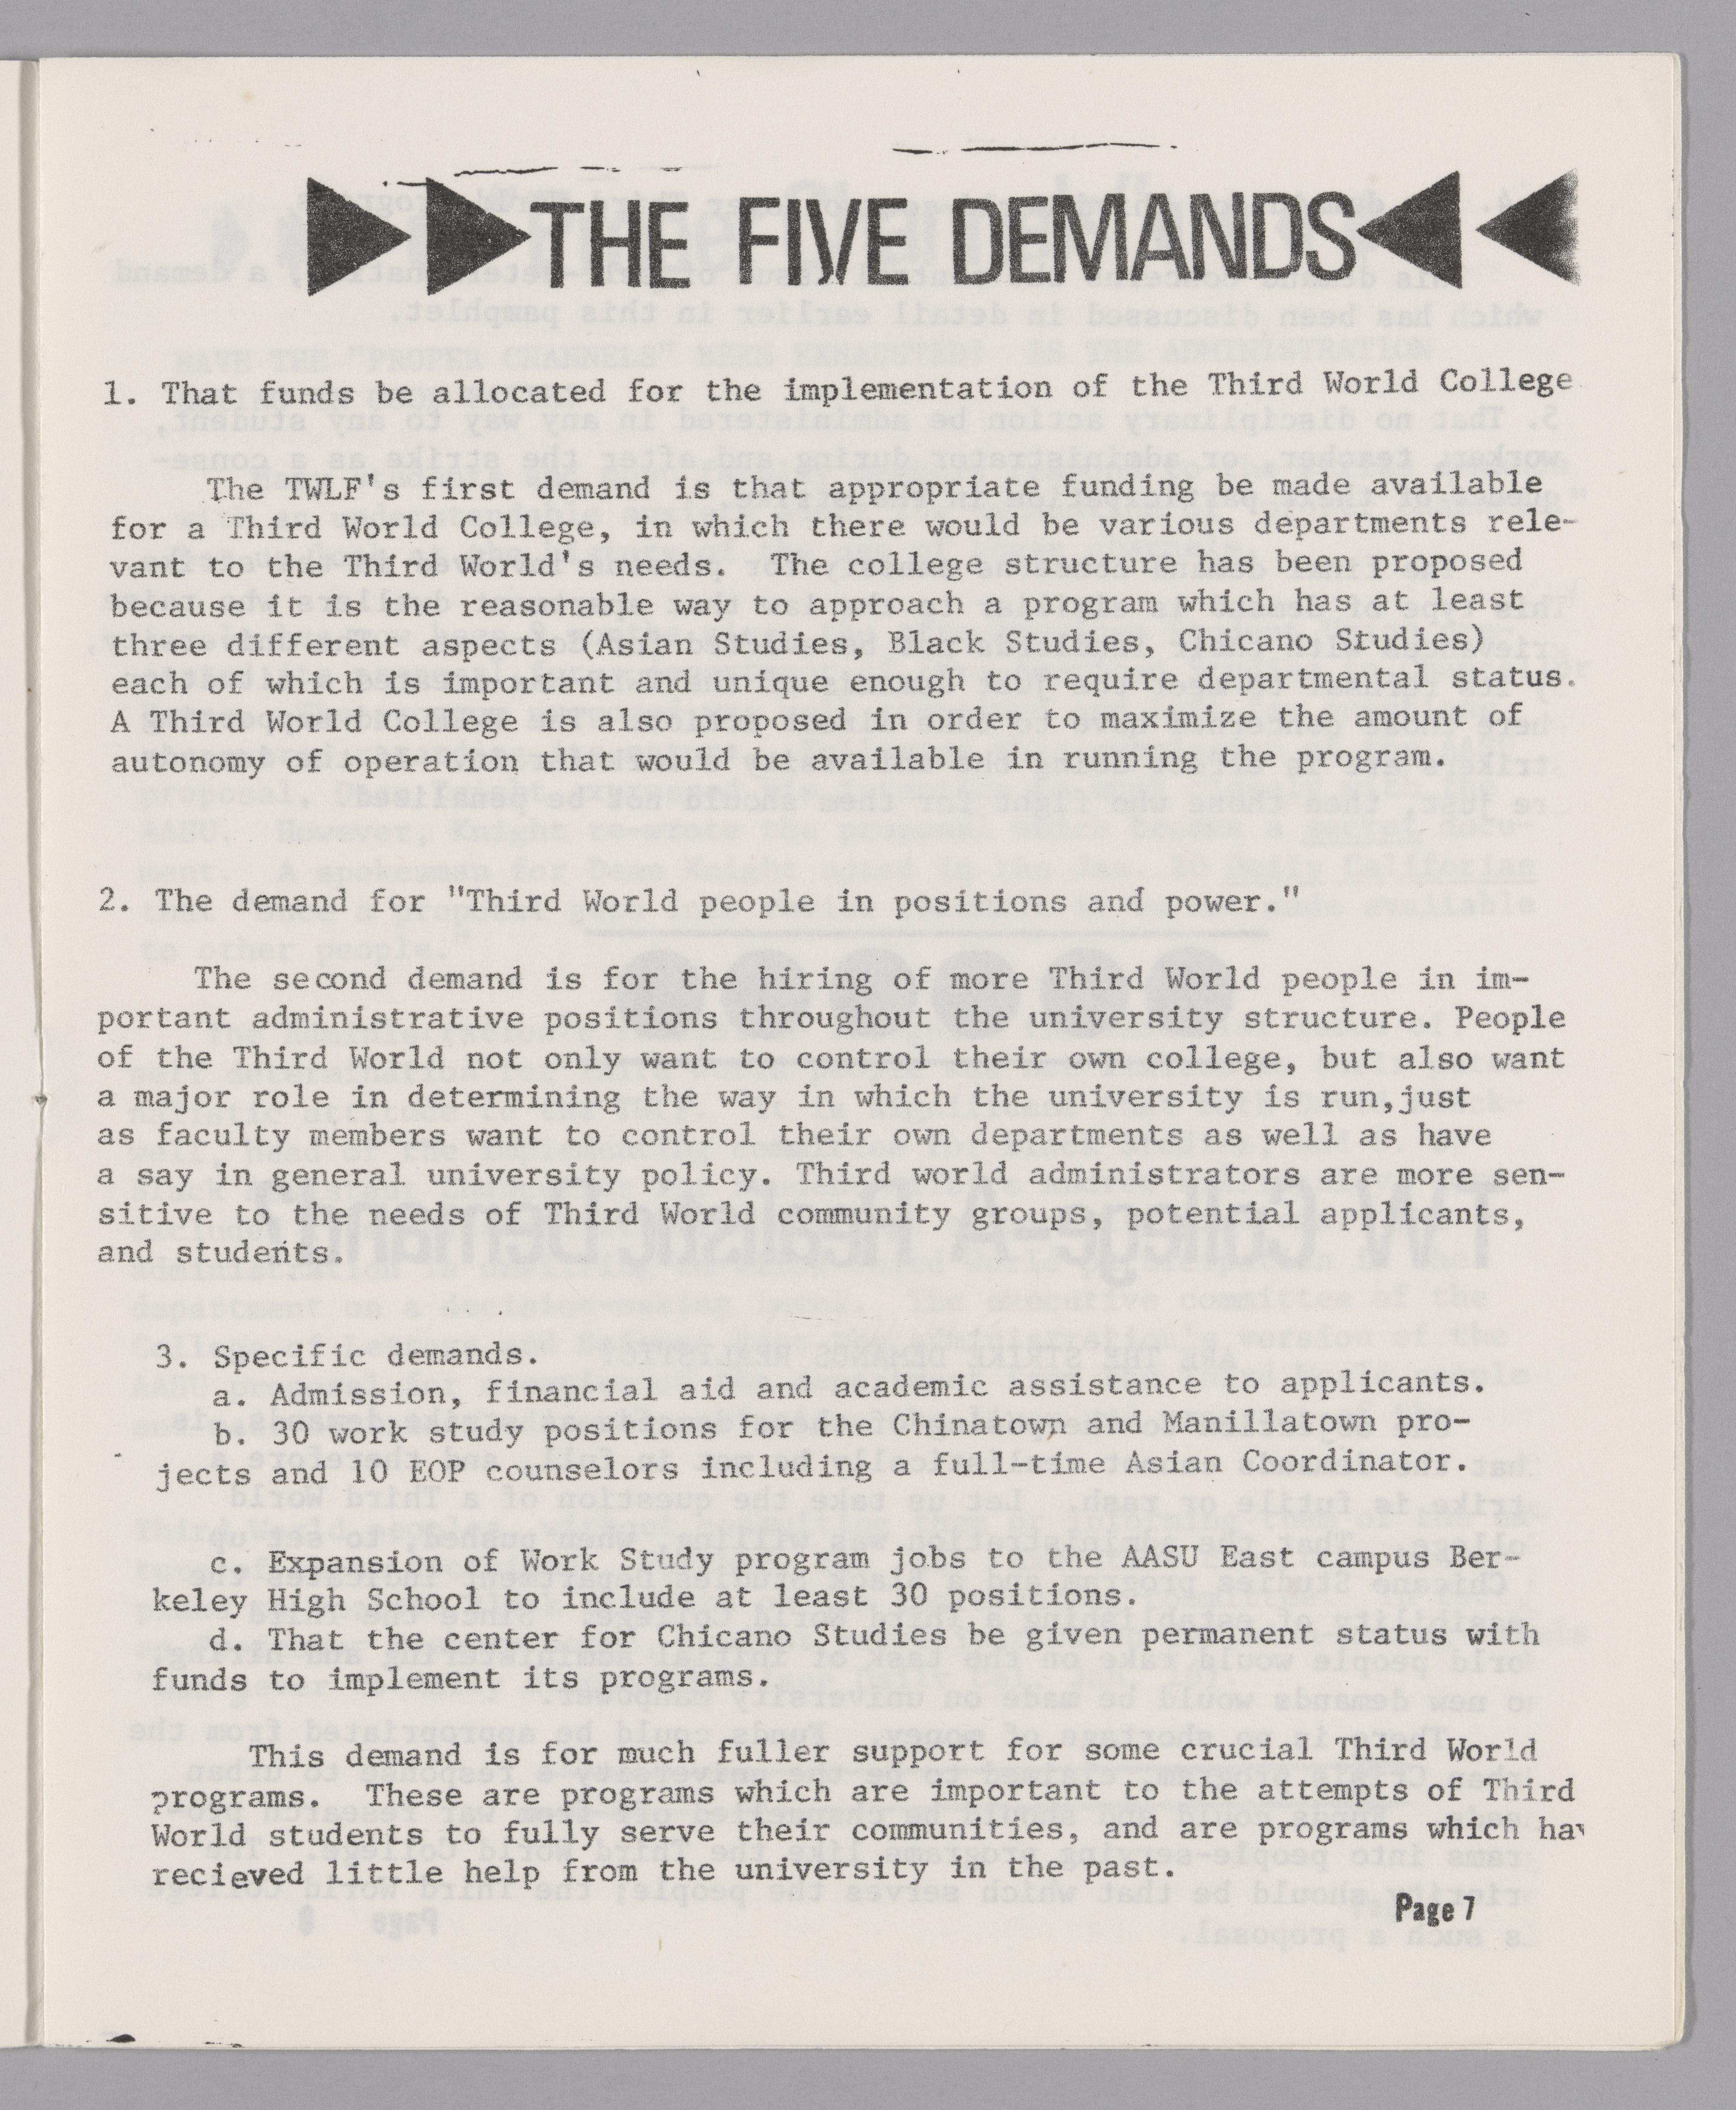 THE FIVE DEMANDS
1. That funds be allocated for the implementation of the Third World College
The TWLF's first demand is that appropriate funding be made available
for a Third World College, in which there would be various departments rele-
vant to the Third World's needs.  The college structure has been proposed
because it is the reasonable way to approach a program which has at least
three different aspects (Asian Studies, Black Studies, Chicano Studies)
each of which is important and unique enough to require departmental status.
A Third World College is also proposed in order to maximize the amount of
autonomy of operation that would be available in running the program.
2. The demand for "Third World people in positions and power."
The second demand is for the hiring of more Third World people in im-
portant administrative positions throughout the university structure. People
of the Third World not only want to control their own college, but also want
a major role in determining the way in which the university is run,just
as faculty members want to control their own departments as well as have
a say in general university policy. Third world administrators are more sen-
sitive to the needs of Third World community groups, potential applicants,
and students.
3. Specific demands.
a. Admission, financial aid and academic assistance to applicants.
b. 30 work study positions for the Chinatown and Manillatown pro-
jects and 10 EOP counselors including a full-time Asian Coordinator.
c. Expansion of Work Study program jobs to the AASU East campus Ber-
keley High School to include at least 30 positions.
d. That the center for Chicano Studies be given permanent status with
funds to implement its programs.
This demand is for much fuller support for some crucial Third World
programs.  These are programs which are important to the attempts of Third
World students to fully serve their communities, and are programs which hav
recieved little help from the university in the past.
Page 7